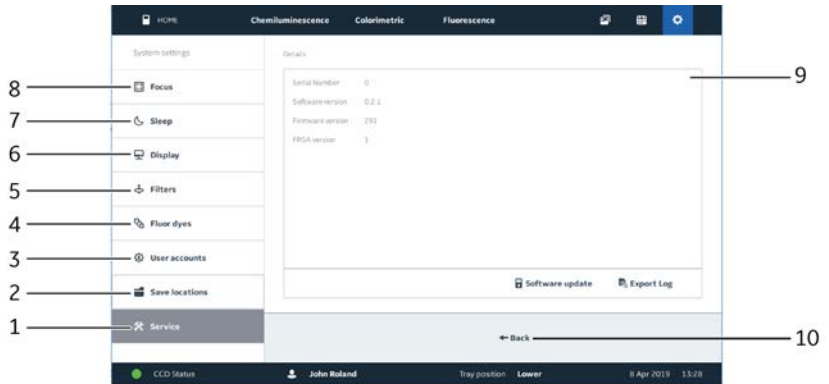 HOME Chemiluminescence Colorimetric Fluorescence
System settings
Details
8 Focus
7 Sleep
6 Display
5 Filters
4 Fluor dyes
3 User accounts
2 Save locations
1 Service
Serial Number 0
Software version 0.2.1
Firmware version 291
FPGA version 1
9
Software update Export Log
Back 10
CCD Status John Roland Tray position Lower 8 Apr 2019 13:28